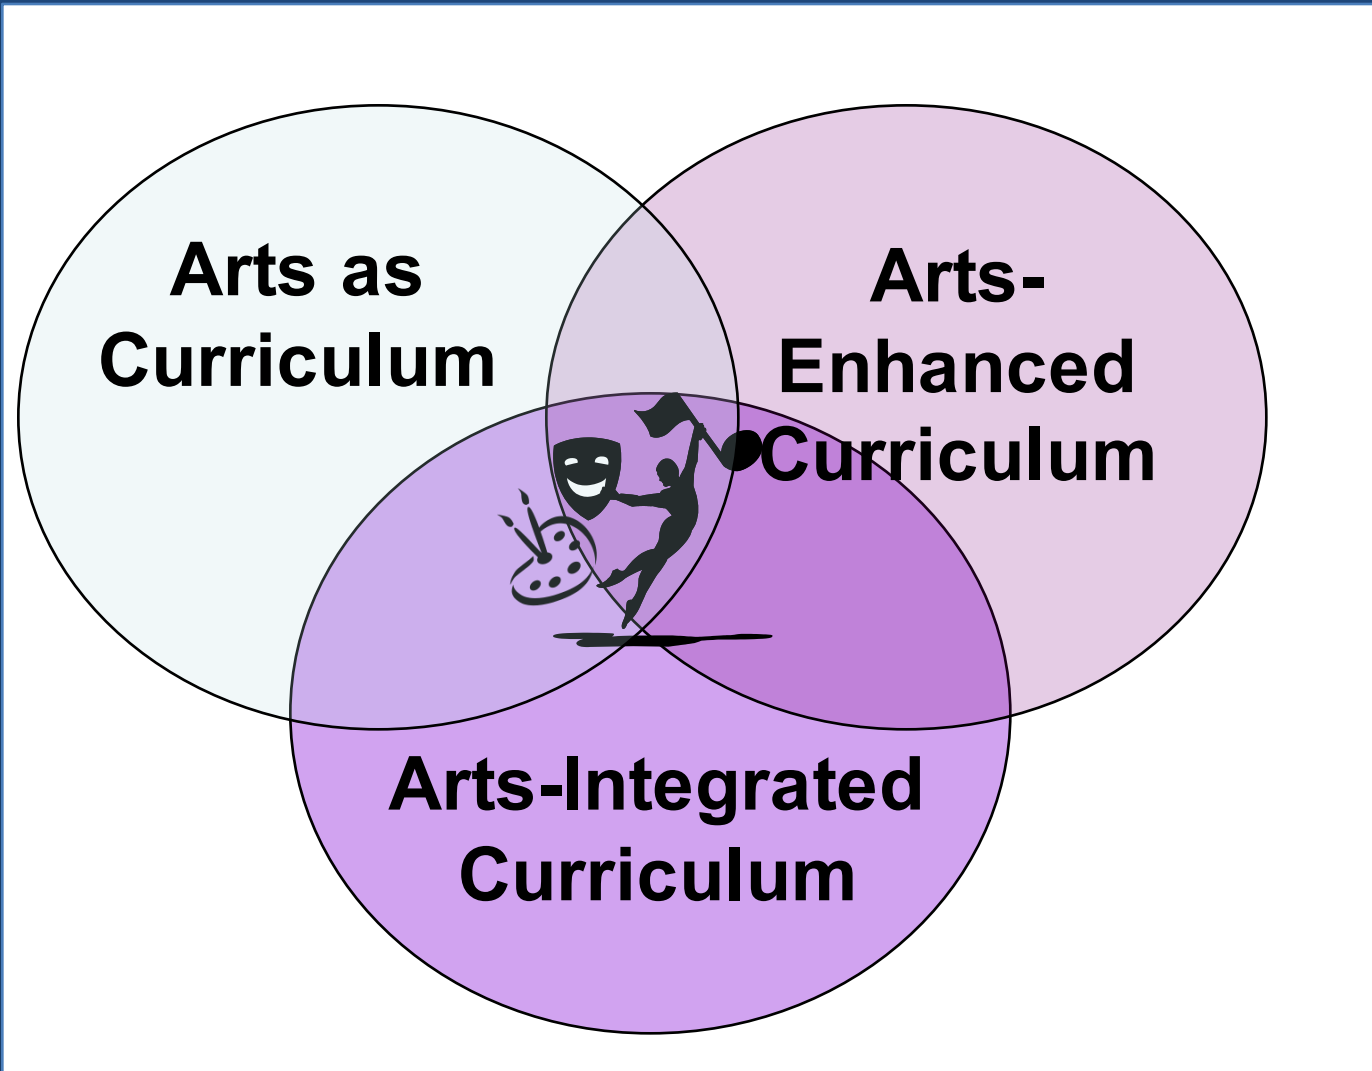 Arts as
Curriculum
Arts-
Enhanced
Curriculum
Arts-Integrated
Curriculum